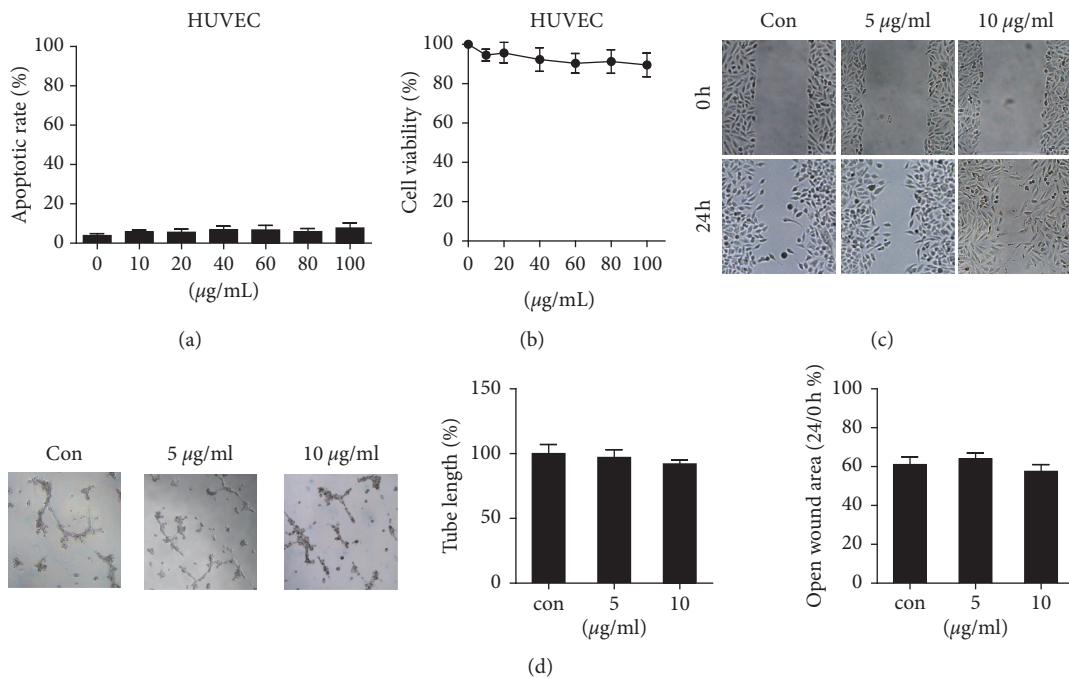 HUVEC
Apoptotic rate (%)
100
80
60
40
20
0
0 10 20 40 60 80 100
(µg/mL)
(a)
HUVEC
Cell viability (%)
100
80
60
40
20
0
0 20 40 60 80 100
(µg/mL)
(b)
Con 5 µg/ml 10 µg/ml
0 h
24 h
(c)
Con 5 µg/ml 10 µg/ml
Tube length (%)
150
100
50
0
con 5 10
(µg/ml)
Open wound area (24/0 h %)
100
80
60
40
20
0
con 5 10
(µg/ml)
(d)